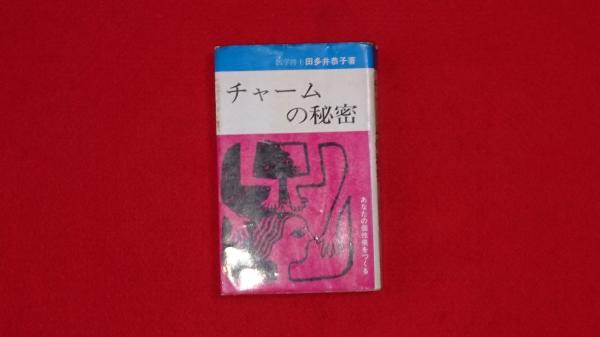 医学博士 田多井恭子著
チャーム
の秘密
あなたの個性美をつくる